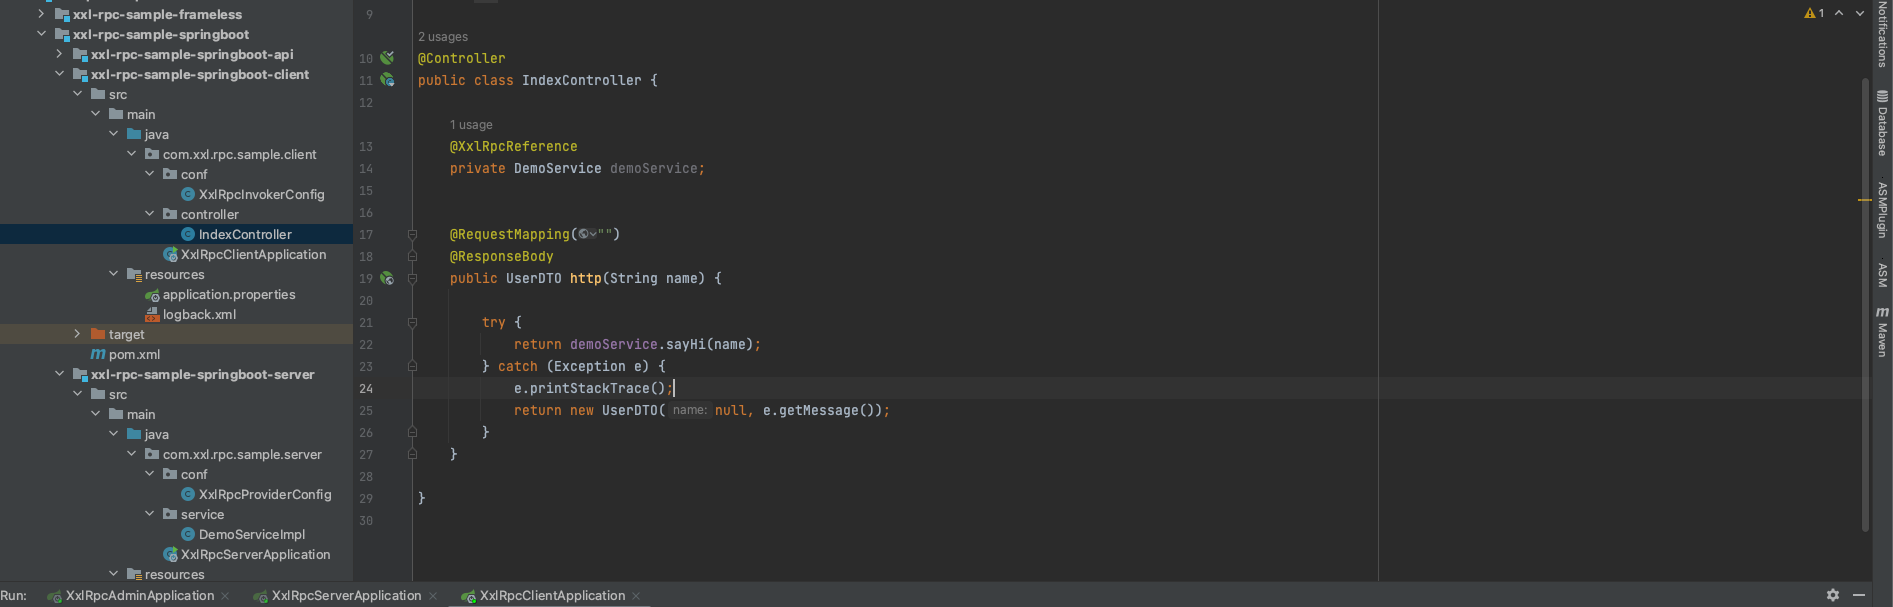 xxl-rpc-sample-frameless
xxl-rpc-sample-springboot
xxl-rpc-sample-springboot-api
xxl-rpc-sample-springboot-client
src
main
java
com.xxl.rpc.sample.client
conf
XxlRpcInvokerConfig
controller
IndexController
XxlRpcClientApplication
resources
application.properties
logback.xml
target
pom.xml
xxl-rpc-sample-springboot-server
src
main
java
com.xxl.rpc.sample.server
conf
XxlRpcProviderConfig
service
DemoServiceImpl
XxlRpcServerApplication
resources
9
2 usages
10 @Controller
11 public class IndexController {
12
1 usage
13 @XxlRpcReference
14 private DemoService demoService;
15
16
17 @RequestMapping("")
18 @ResponseBody
19 public UserDTO http(String name) {
20
21 try {
22 return demoService.sayHi(name);
23 } catch (Exception e) {
24 e.printStackTrace();
25 return new UserDTO( name: null, e.getMessage());
26 }
27 }
28
29 }
30
1
Notifications
Database
ASMPlugin
ASM
Maven
Run: XxlRpcAdminApplication XxlRpcServerApplication XxlRpcClientApplication